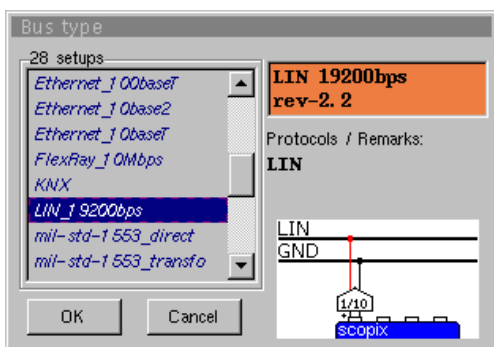 Bus type
28 setups
Ethernet_100baseT
Ethernet_10base2
Ethernet_10baseT
FlexRay_10Mbps
KNX
LIN_19200bps
mil-std-1553_direct
mil-std-1553_transfo
OK
Cancel
LIN 19200bps
rev-2.2
Protocols / Remarks:
LIN
LIN
GND
1/10
scopix